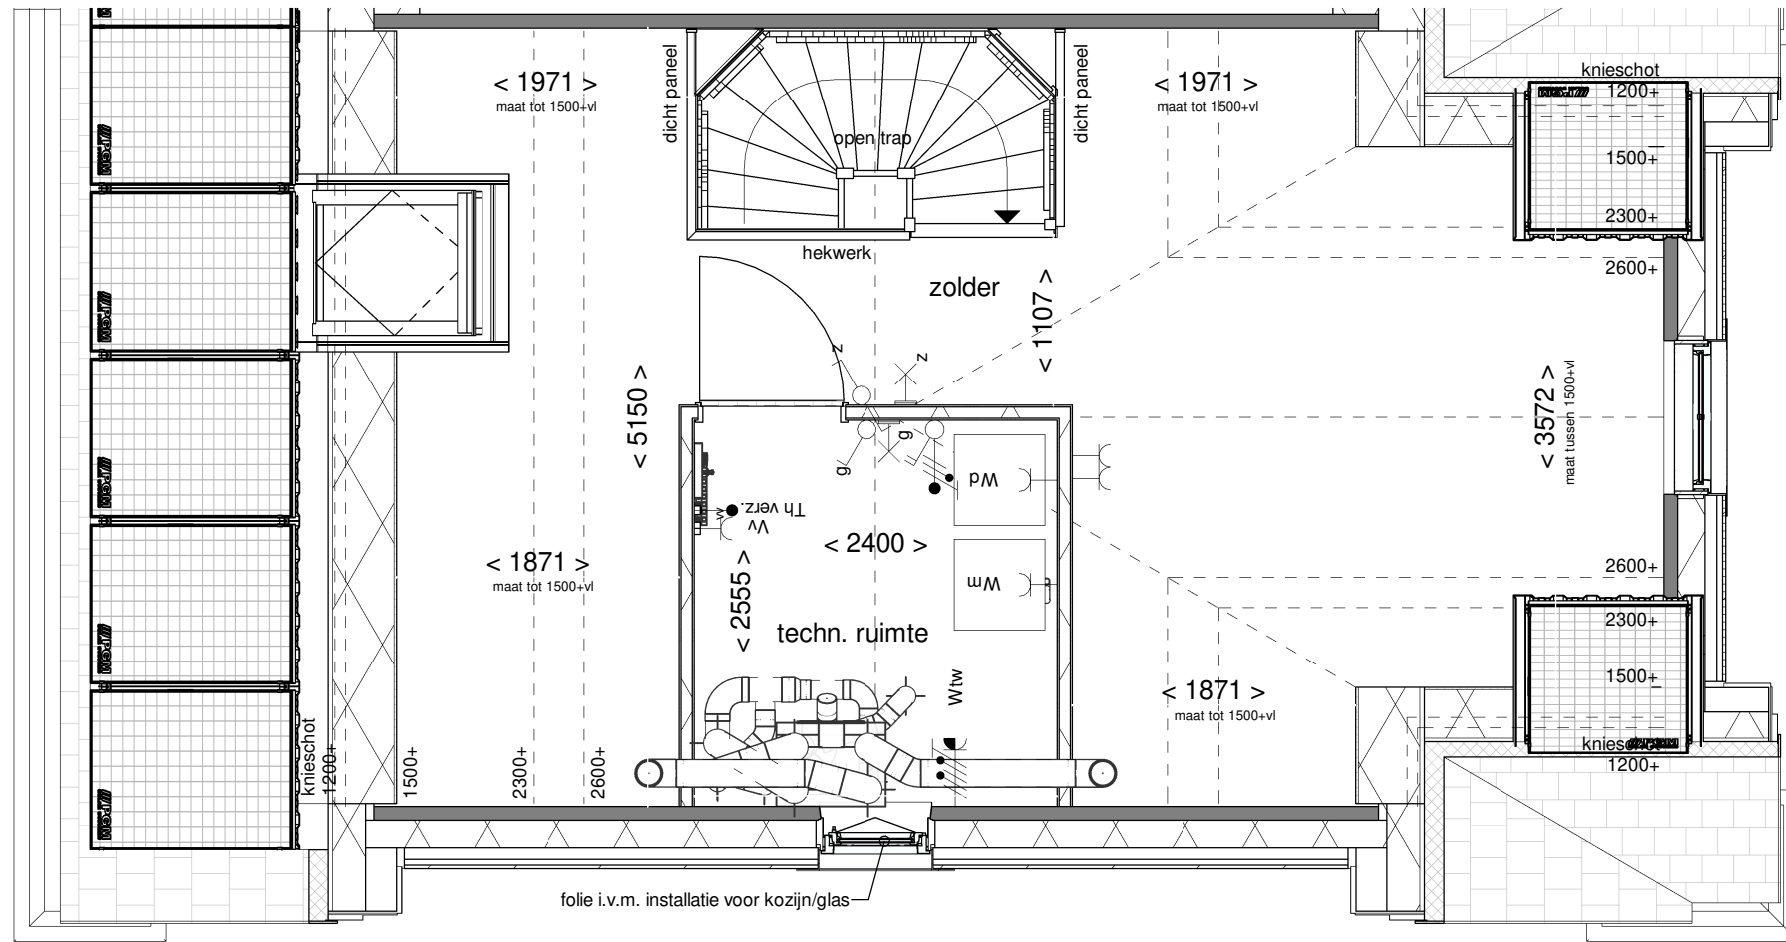 knieschot
1200+
1500+
2300+
2600+
< 1971 >
maat tot 1500+vl
dicht paneel
open trap
dicht paneel
hekwerk
< 1971 >
maat tot 1500+vl
zolder
< 1107 >
z
z
g
g
< 5150 >
< 3572 >
maat tussen 1500+vl
Wd
Th verz.
Vv
< 2400 >
< 2555 >
Wm
techn. ruimte
Wtw
< 1871 >
maat tot 1500+vl
< 1871 >
maat tot 1500+vl
2600+
2300+
1500+
knieschot
1200+
knieschot
1200+
1500+
2300+
2600+
folie i.v.m. installatie voor kozijn/glas